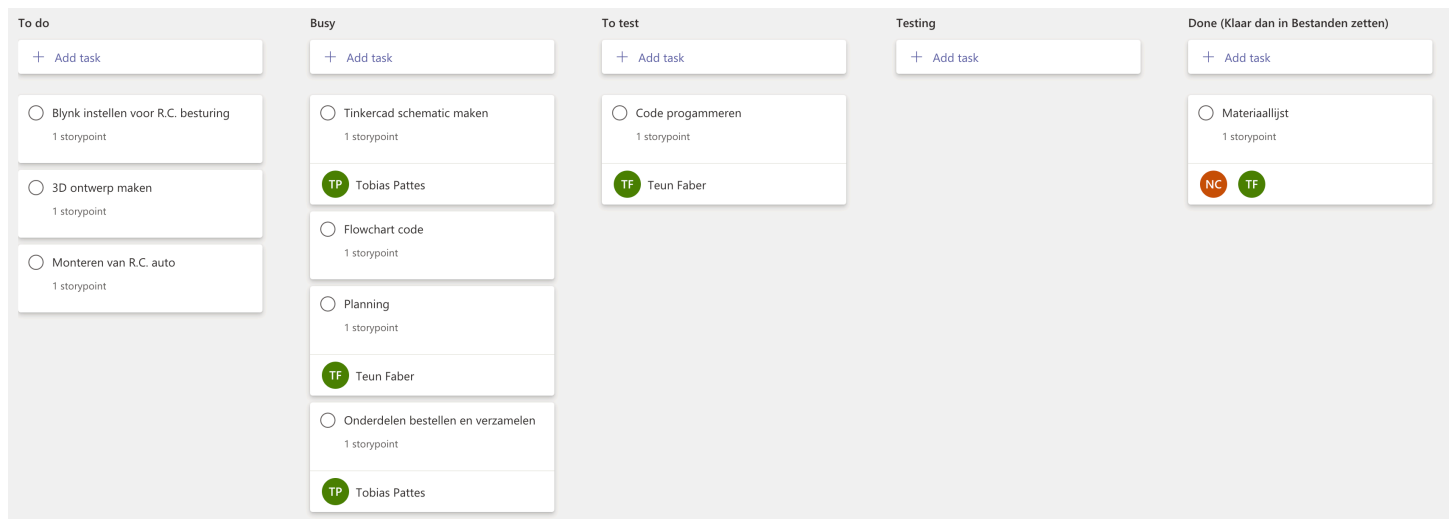 To do
+ Add task
Blynk instellen voor R.C. besturing
1 storypoint
3D ontwerp maken
1 storypoint
Monteren van R.C. auto
1 storypoint
Busy
+ Add task
Tinkercad schematic maken
1 storypoint
TP Tobias Pattes
Flowchart code
1 storypoint
Planning
1 storypoint
TF Teun Faber
Onderdelen bestellen en verzamelen
1 storypoint
TP Tobias Pattes
To test
+ Add task
Code progammeren
1 storypoint
TF Teun Faber
Testing
+ Add task
Done (Klaar dan in Bestanden zetten)
+ Add task
Materiaallijst
1 storypoint
NC TF